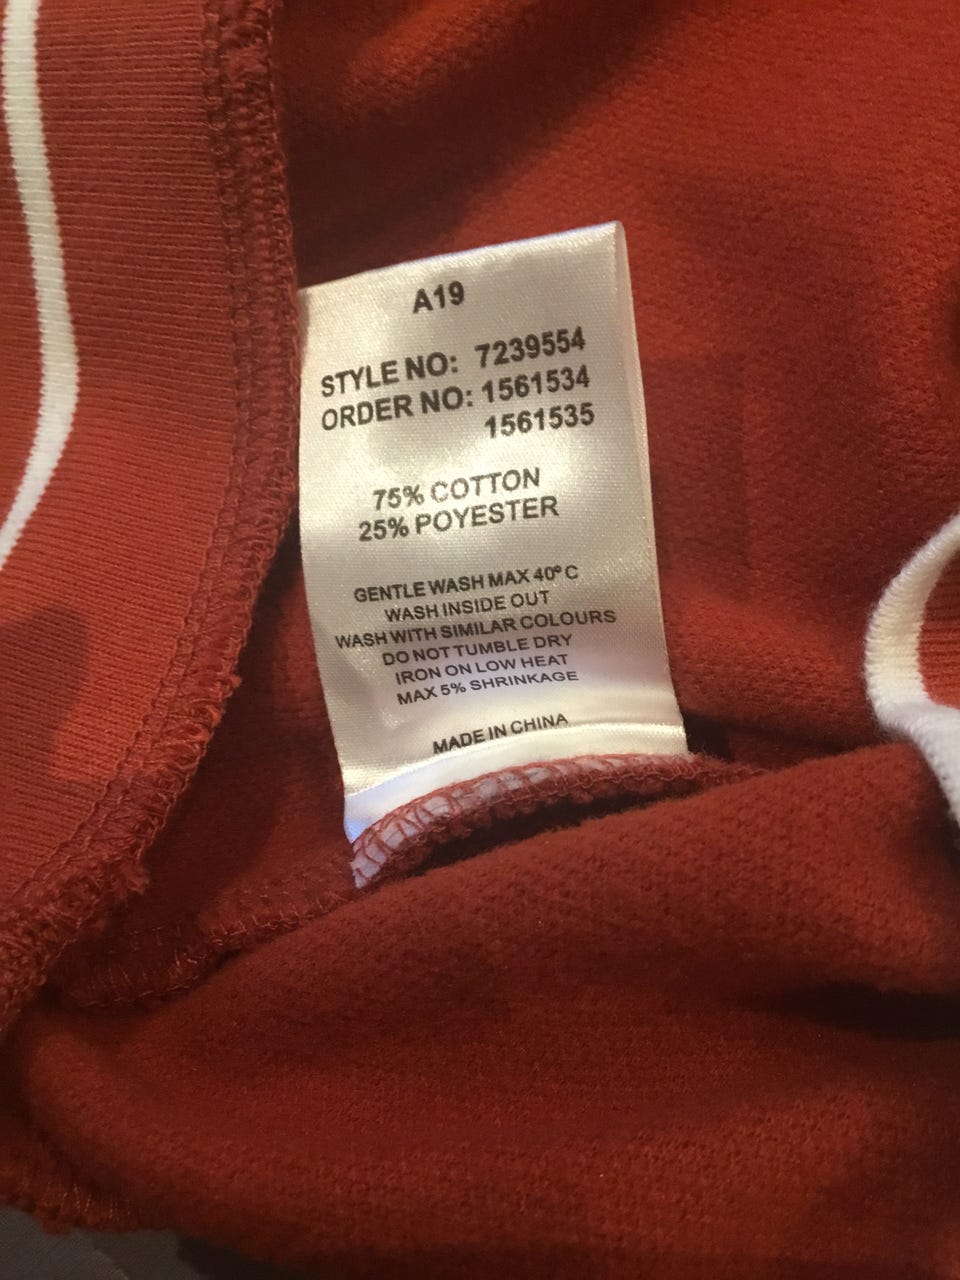 A19
STYLE NO: 7239554
ORDER NO: 1561534
1561535
75% COTTON
25% POYESTER
GENTLE WASH MAX 40° C
WASH INSIDE OUT
WASH WITH SIMILAR COLOURS
DO NOT TUMBLE DRY
IRON ON LOW HEAT
MAX 5% SHRINKAGE
MADE IN CHINA